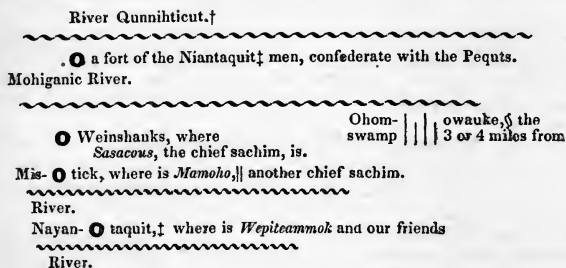 River Qunnihticut.†
. O a fort of the Niantaquit‡ men, confederate with the Pequts.
Mohiganic River.
Ohom- | | | | owauke,§ the
O Weinshauks, where swamp | | | | 3 or 4 miles from
Sasacous, the chief sachim, is.
Mis- O tick, where is Mamoho,|| another chief sachim.
River.
Nayan- O taquit,‡ where is Wepiteammok and our friends
River.